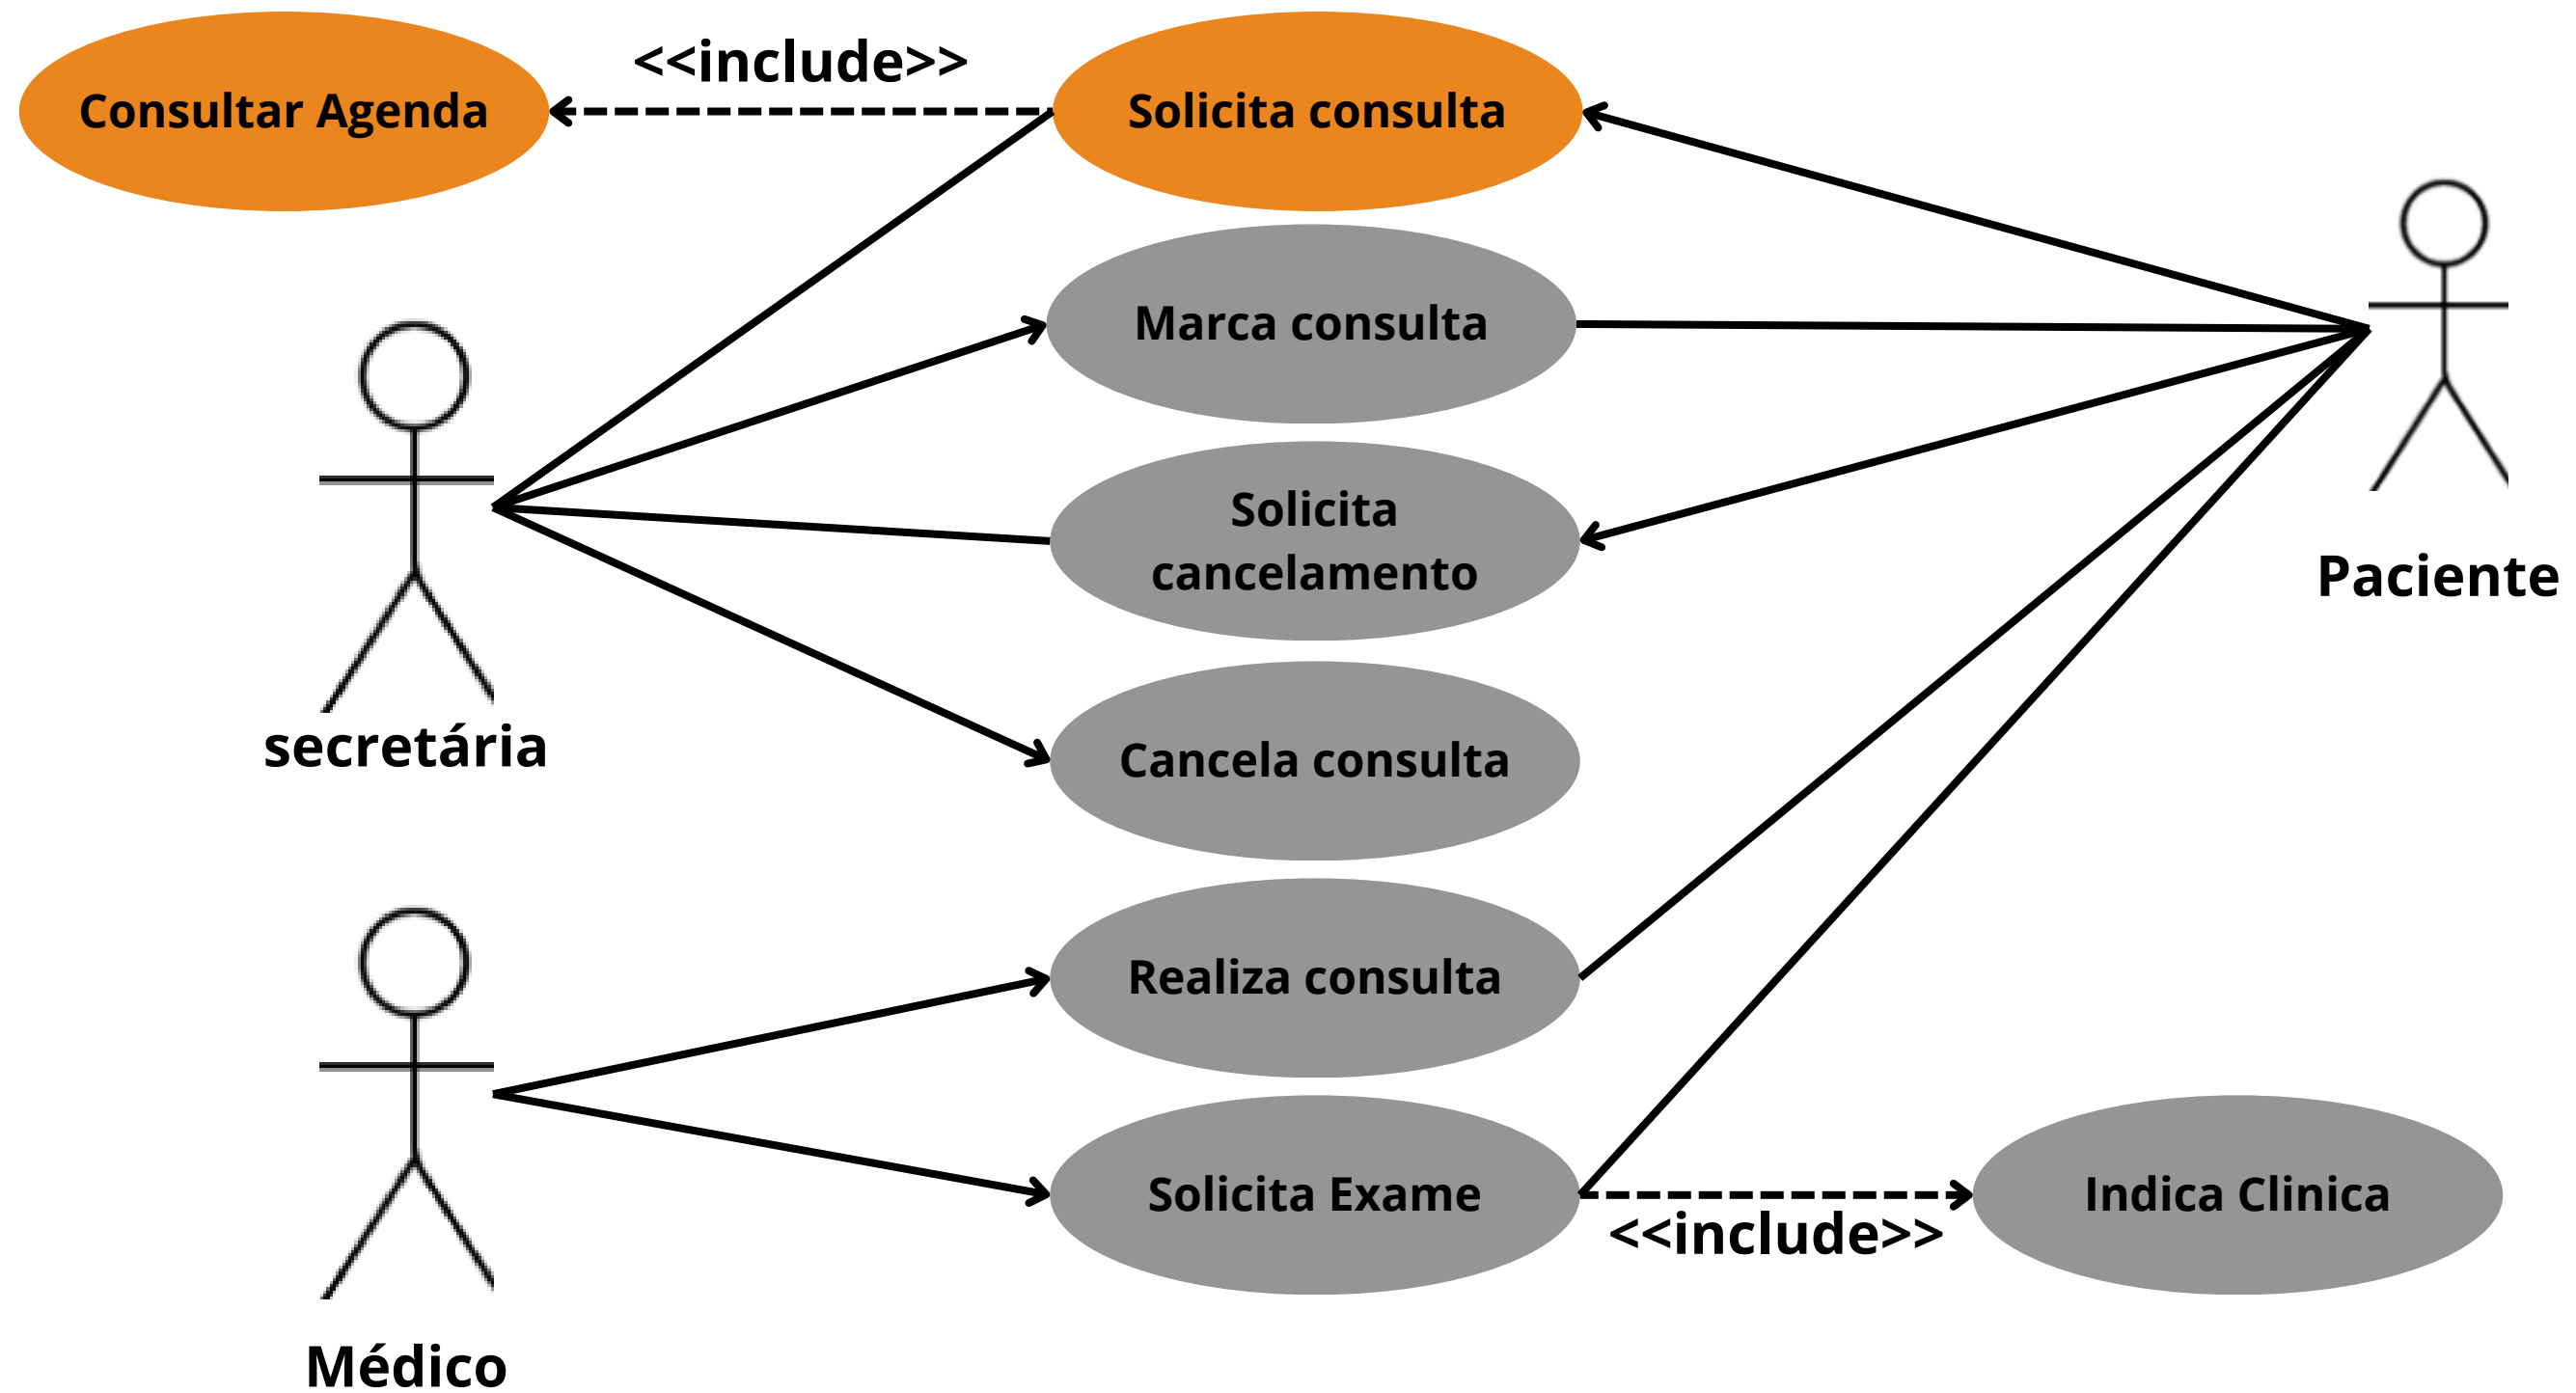 <<include>>
Consultar Agenda
Solicita consulta
Marca consulta
Solicita
cancelamento
Paciente
secretária
Cancela consulta
Realiza consulta
Solicita Exame
Indica Clinica
<<include>>
Médico